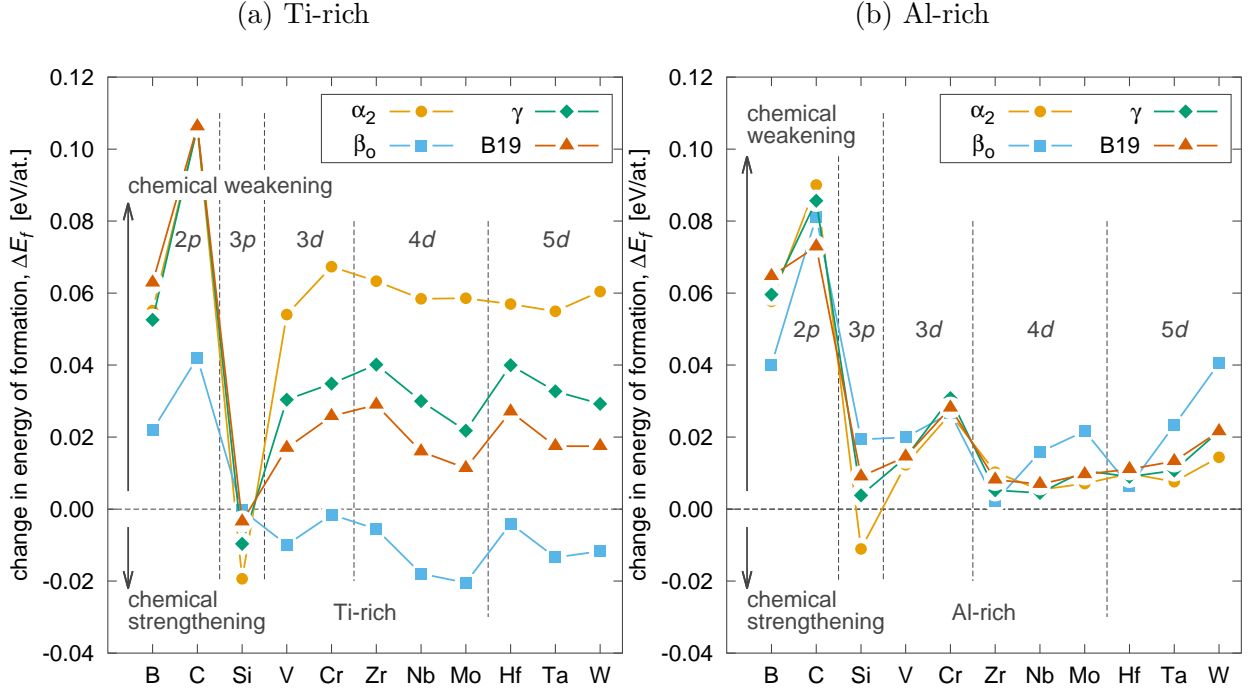 (a) Ti-rich
change in energy of formation, ΔE_f [eV/at.]
0.12
0.10
0.08
0.06
0.04
0.02
0.00
-0.02
-0.04
α2
βo
γ
B19
chemical weakening
2p
3p
3d
4d
5d
chemical
strengthening
Ti-rich
B C Si V Cr Zr Nb Mo Hf Ta W
(b) Al-rich
change in energy of formation, ΔE_f [eV/at.]
0.12
0.10
0.08
0.06
0.04
0.02
0.00
-0.02
-0.04
α2
βo
γ
B19
chemical
weakening
2p
3p
3d
4d
5d
chemical
strengthening
Al-rich
B C Si V Cr Zr Nb Mo Hf Ta W